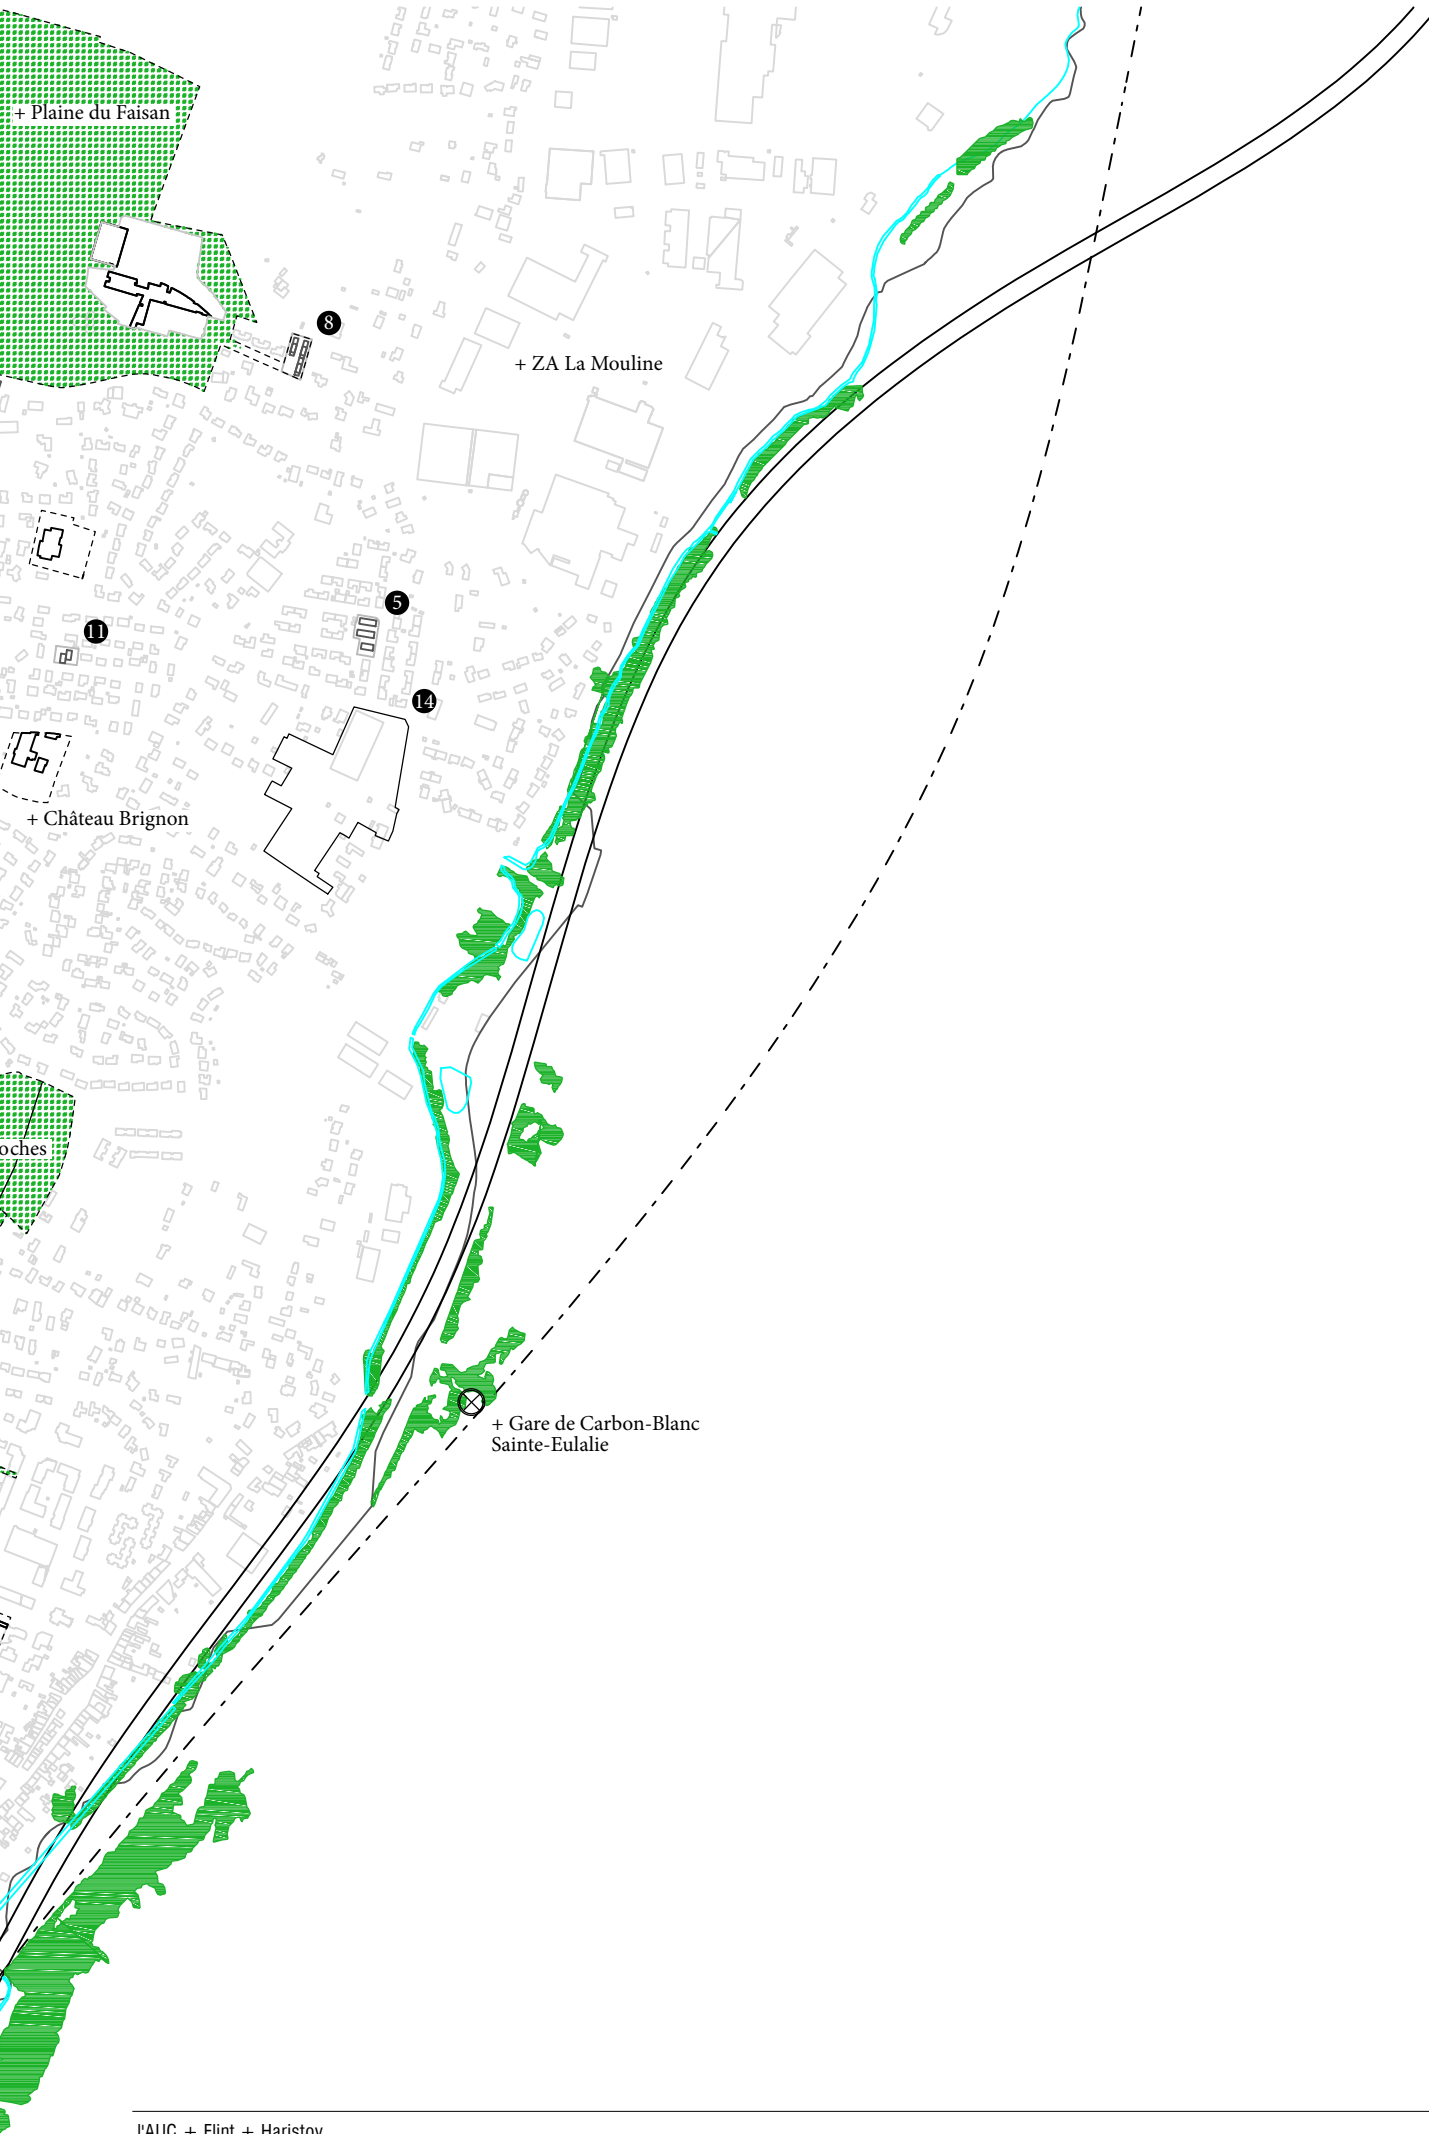 + Plaine du Faisan
8
+ ZA La Mouline
5
11
14
+ Château Brignon
oches
+ Gare de Carbon-Blanc
Sainte-Eulalie
l'AUC + Flint + Haristoy